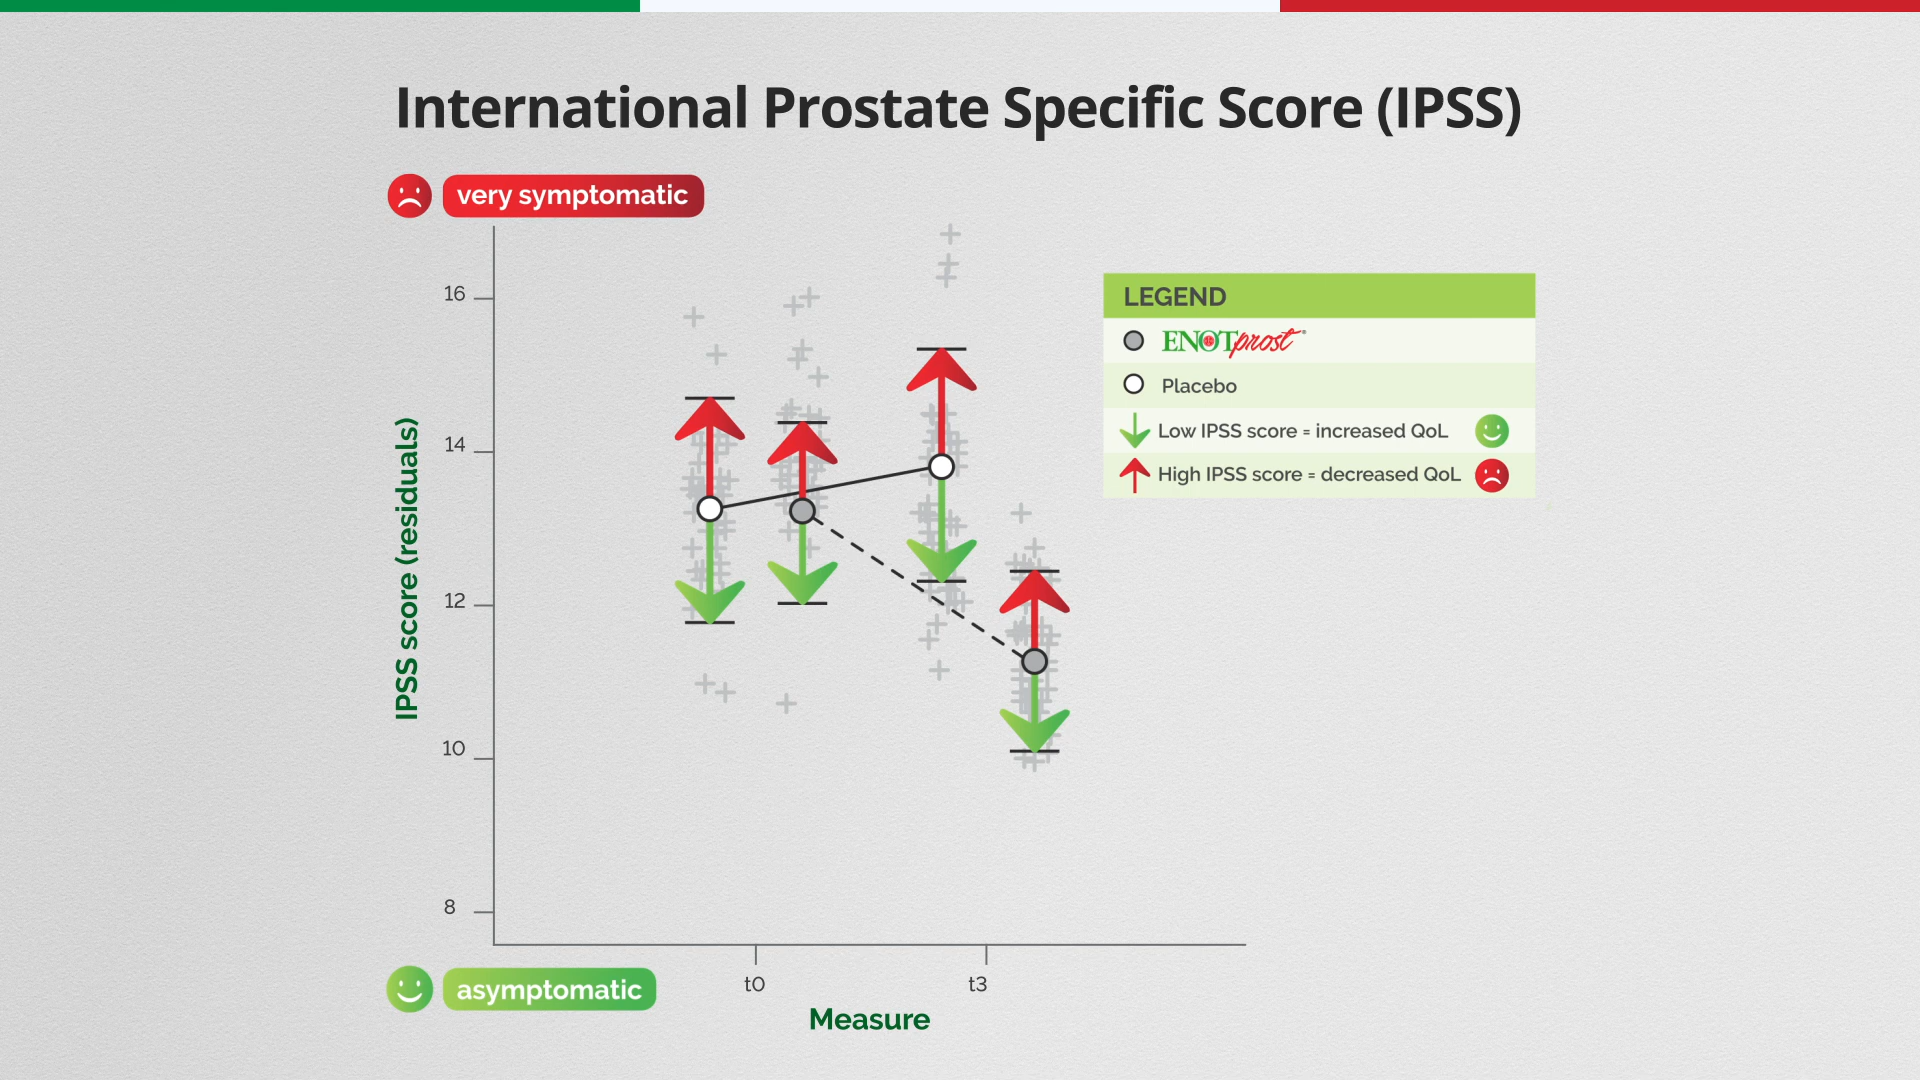 International Prostate Specific Score (IPSS)
very symptomatic
16
14
12
10
8
IPSS score (residuals)
t0
t3
Measure
asymptomatic
LEGEND
ENOTprost®
Placebo
Low IPSS score = increased QoL
High IPSS score = decreased QoL